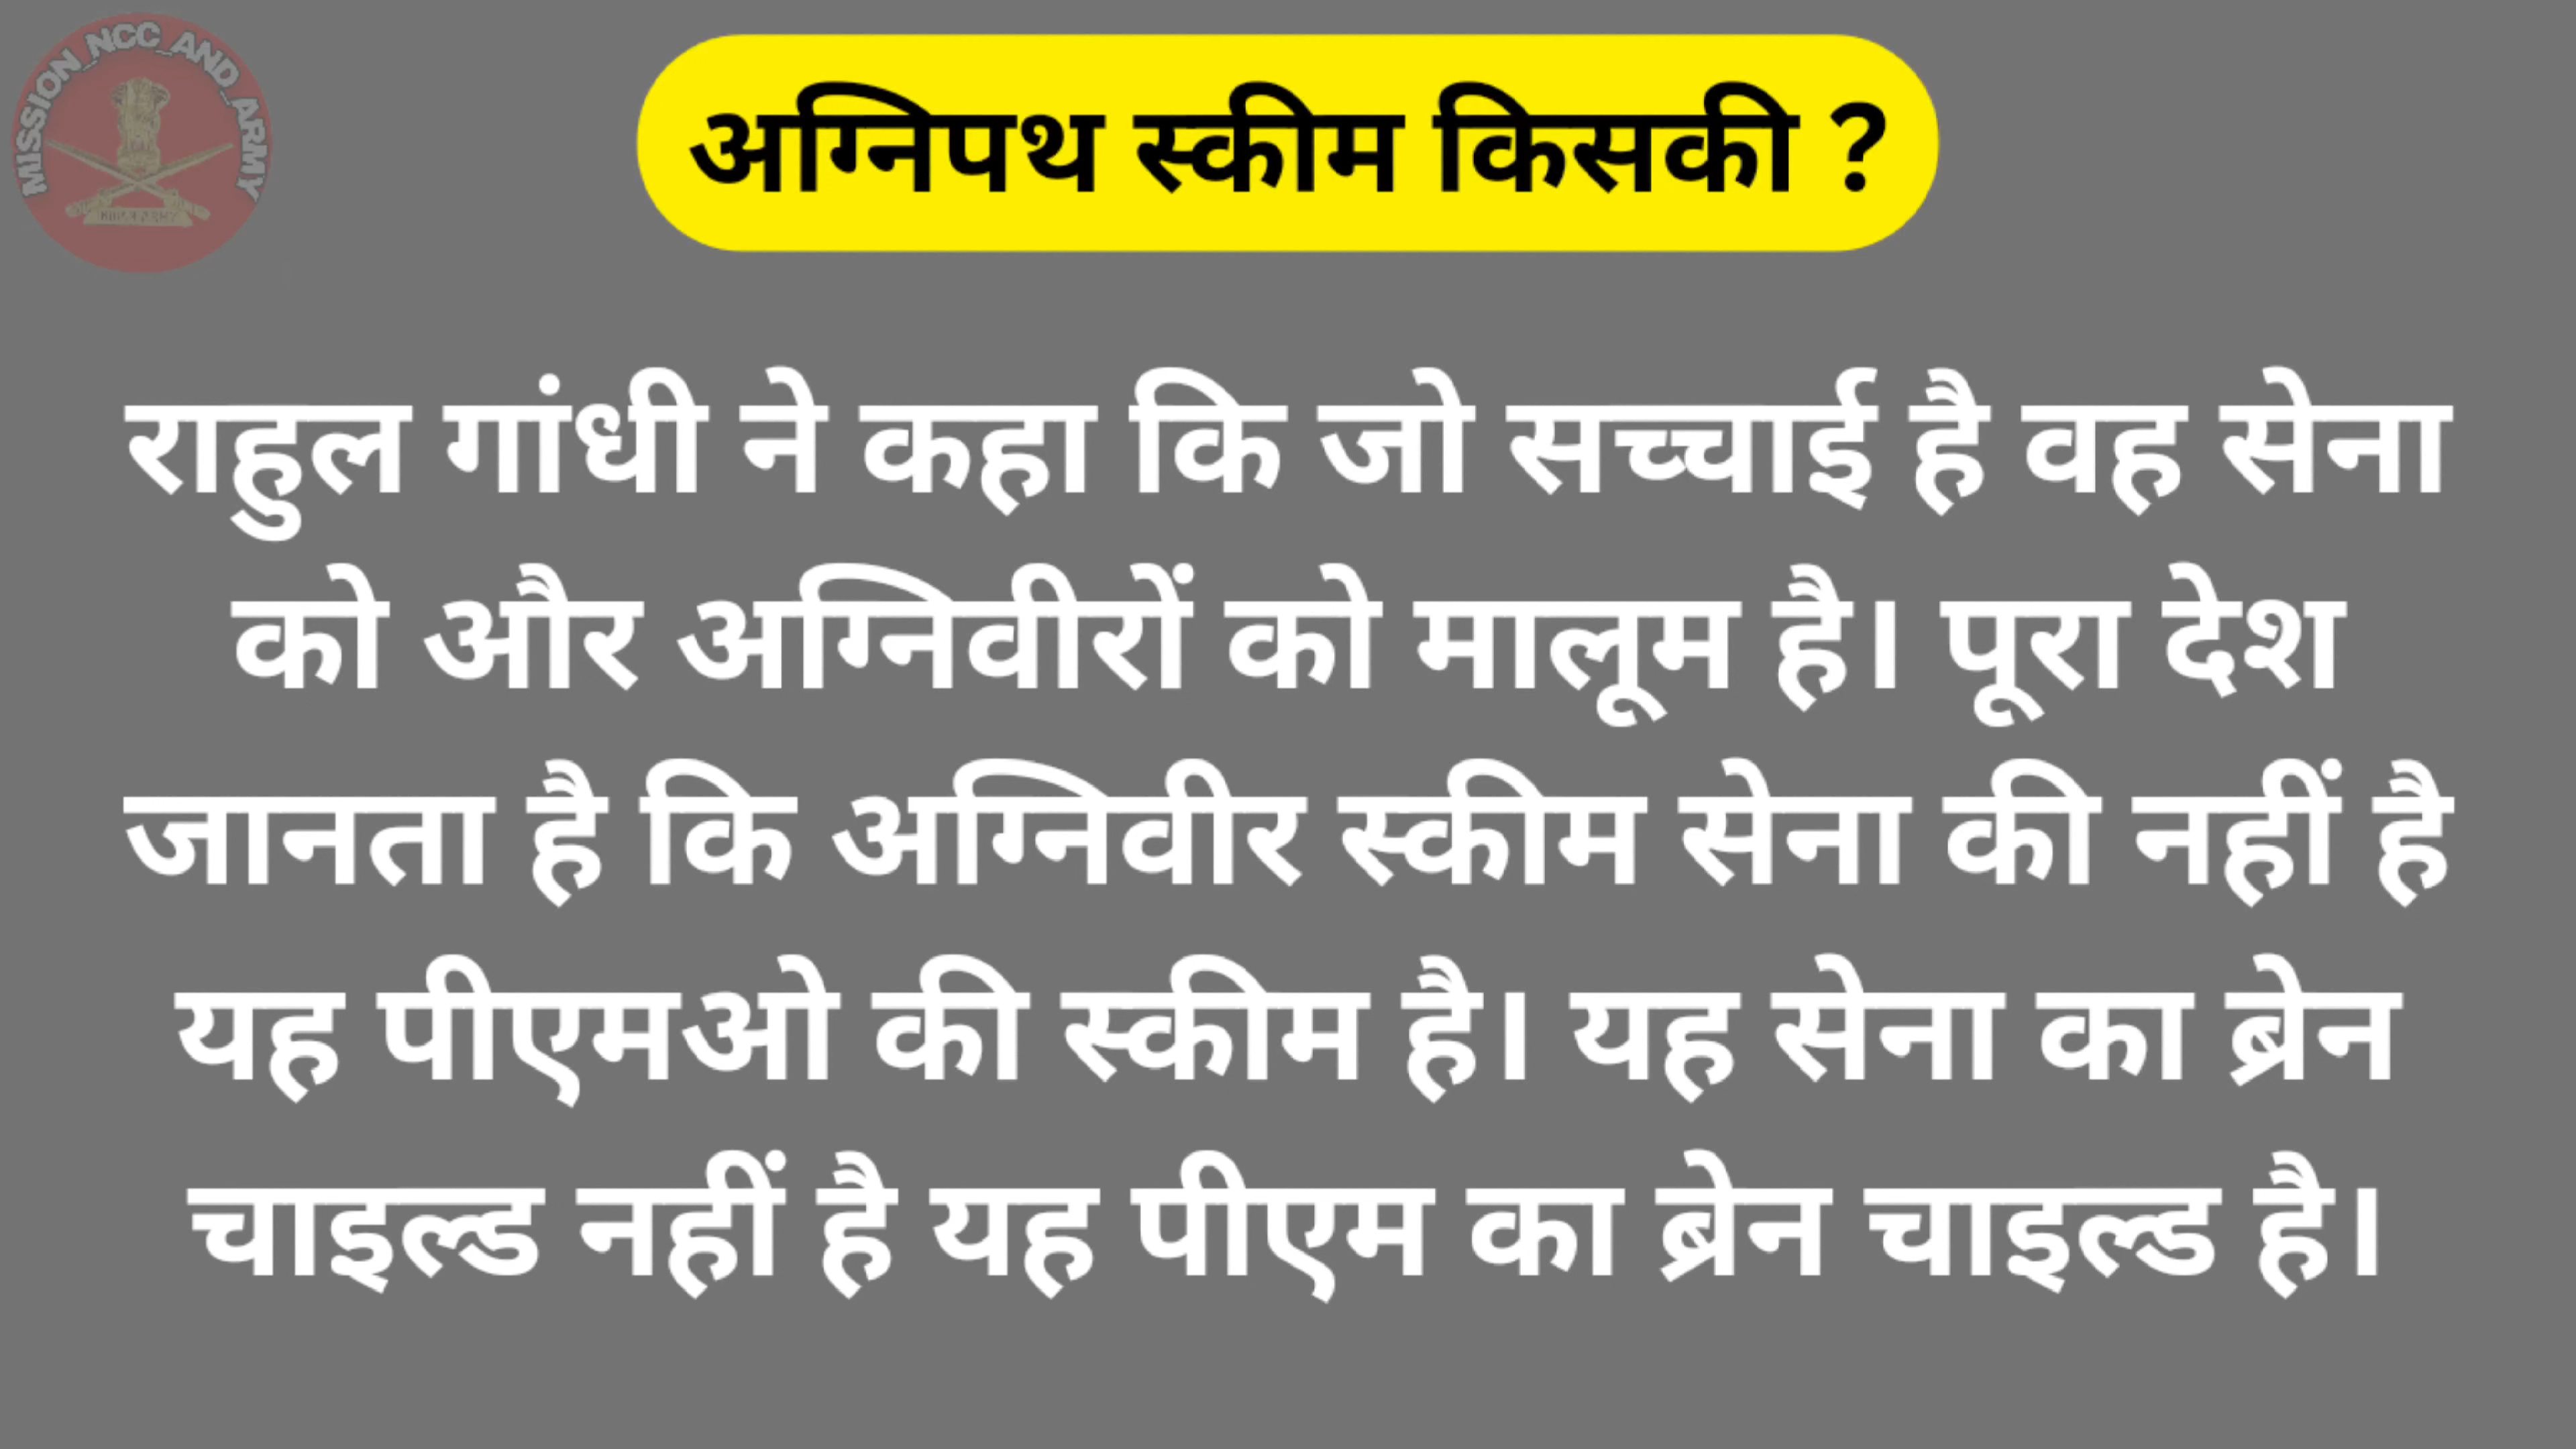 MISSION_NCC_AND_ARMY
अग्निपथ स्कीम किसकी ?
राहुल गांधी ने कहा कि जो सच्चाई है वह सेना
को और अग्निवीरों को मालूम है। पूरा देश
जानता है कि अग्निवीर स्कीम सेना की नहीं है
यह पीएमओ की स्कीम है। यह सेना का ब्रेन
चाइल्ड नहीं है यह पीएम का ब्रेन चाइल्ड है।